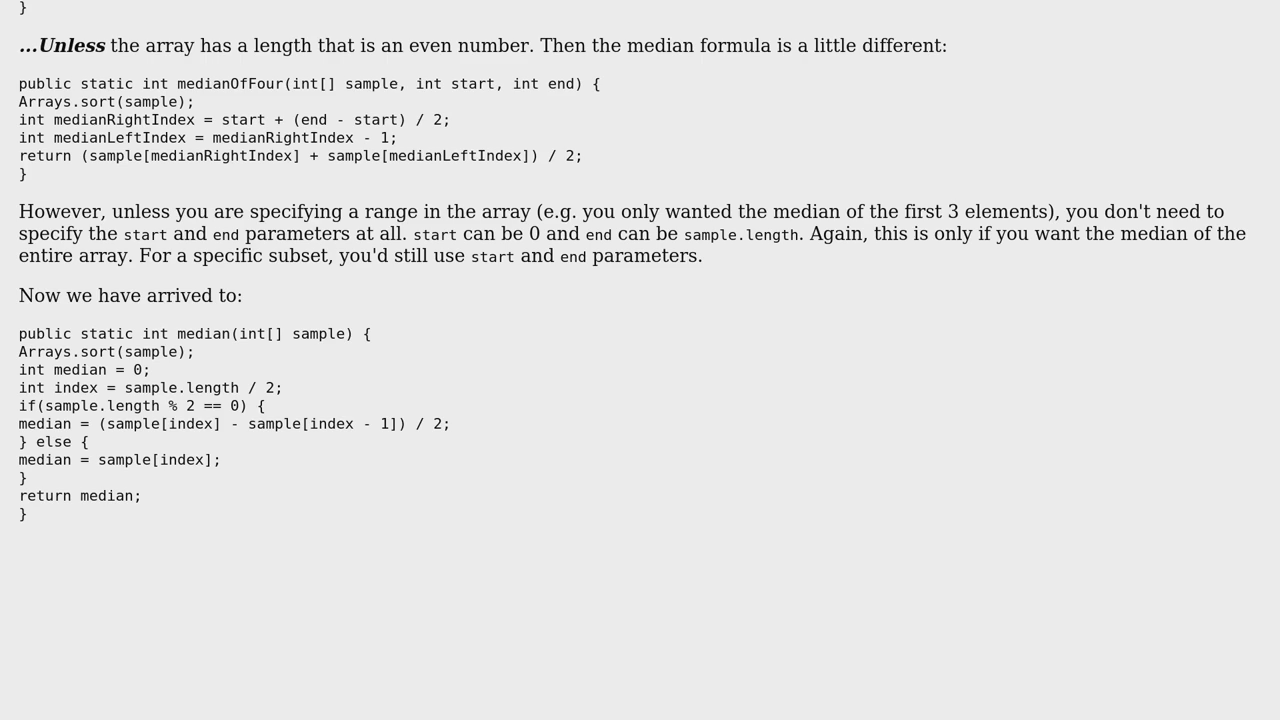 }
...Unless the array has a length that is an even number. Then the median formula is a little different:
public static int medianOfFour(int[] sample, int start, int end) {
Arrays.sort(sample);
int medianRightIndex = start + (end - start) / 2;
int medianLeftIndex = medianRightIndex - 1;
return (sample[medianRightIndex] + sample[medianLeftIndex]) / 2;
}
However, unless you are specifying a range in the array (e.g. you only wanted the median of the first 3 elements), you don't need to
specify the start and end parameters at all. start can be 0 and end can be sample.length. Again, this is only if you want the median of the
entire array. For a specific subset, you'd still use start and end parameters.
Now we have arrived to:
public static int median(int[] sample) {
Arrays.sort(sample);
int median = 0;
int index = sample.length / 2;
if(sample.length % 2 == 0) {
median = (sample[index] - sample[index - 1]) / 2;
} else {
median = sample[index];
}
return median;
}